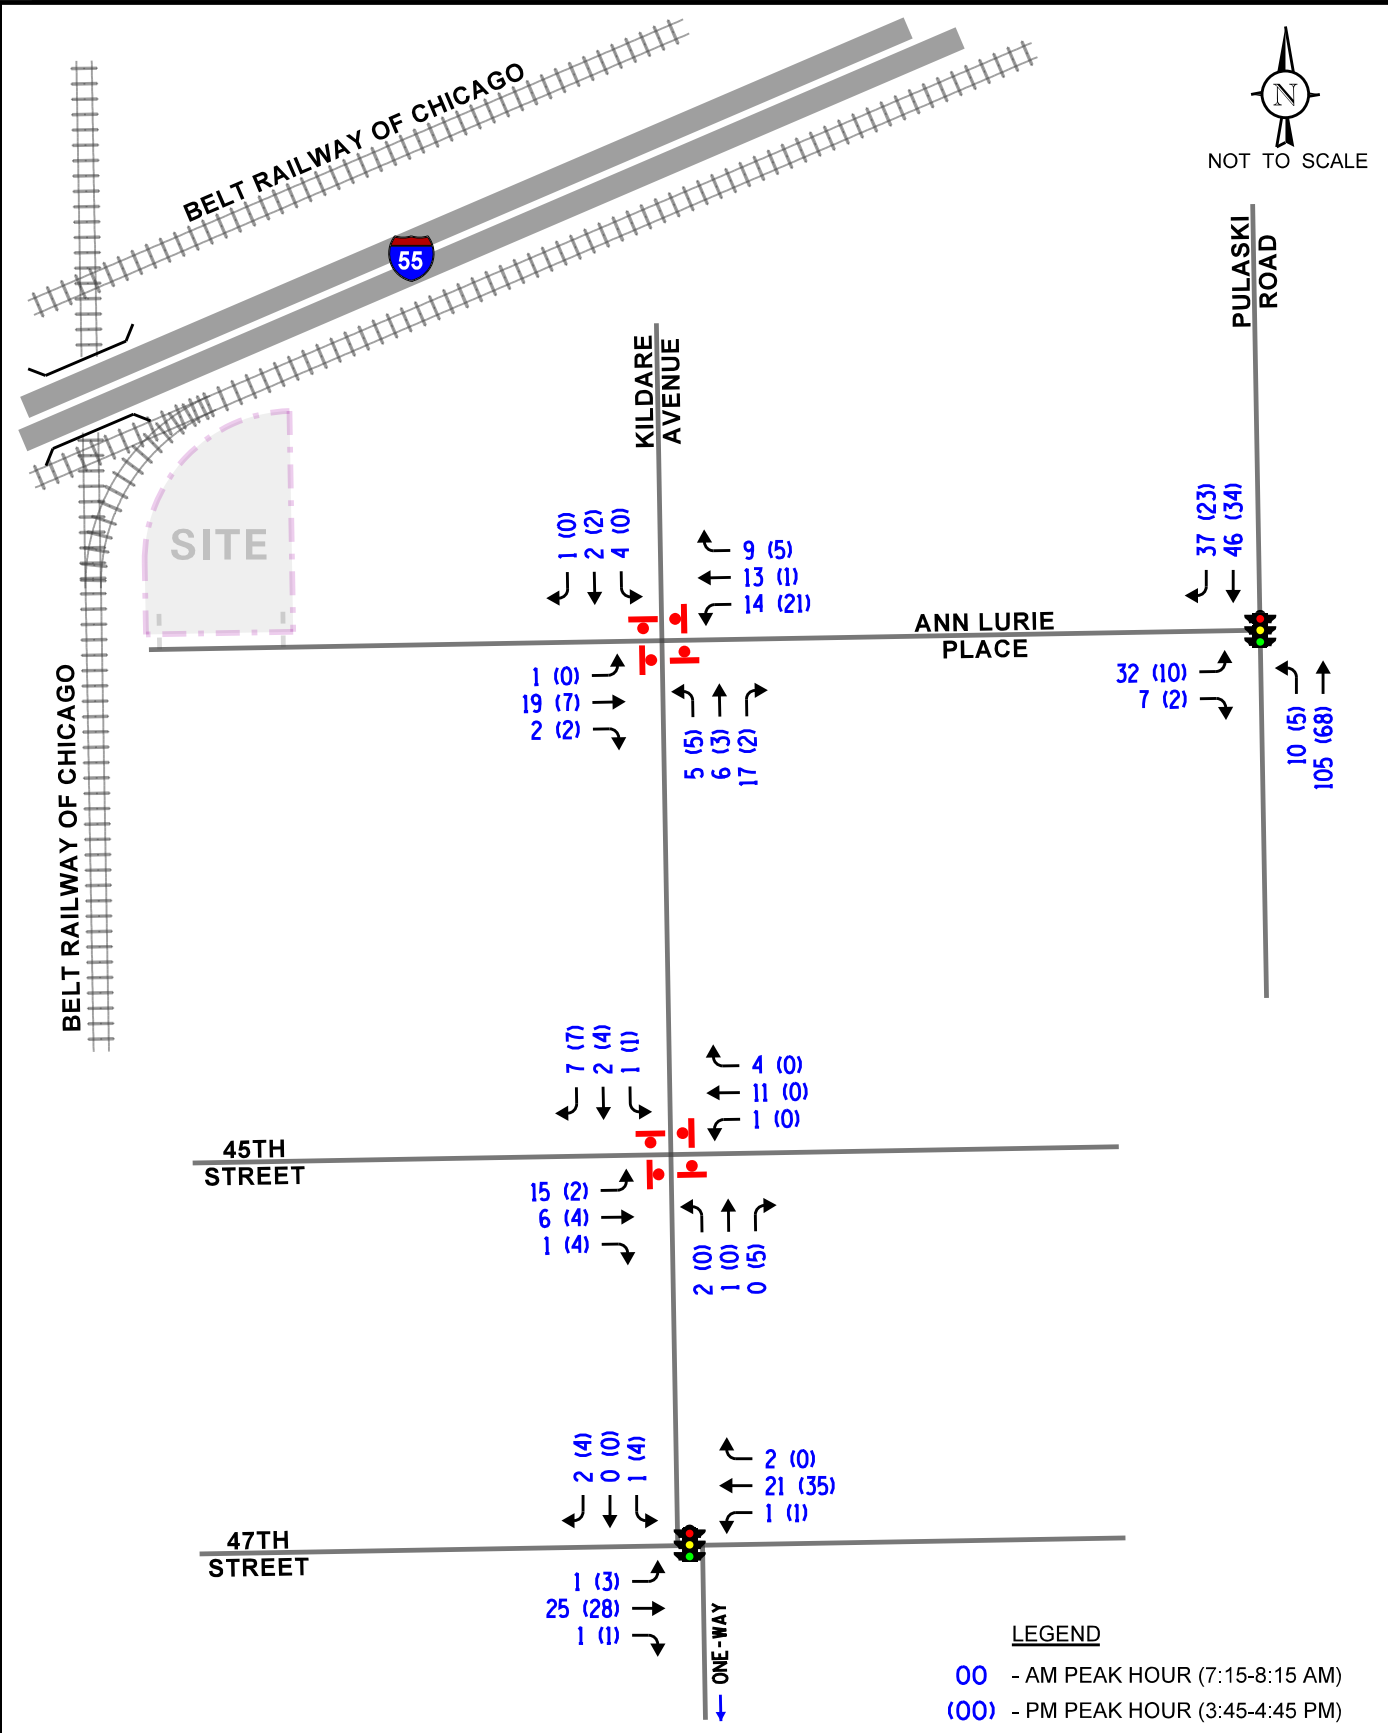 BELT RAILWAY OF CHICAGO
N
NOT TO SCALE
55
PULASKI
ROAD
KILDARE
AVENUE
SITE
1 (0)
2 (2)
4 (0)
9 (5)
13 (1)
14 (21)
37 (23)
46 (34)
ANN LURIE
PLACE
1 (0)
19 (7)
2 (2)
5 (5)
6 (3)
17 (2)
32 (10)
7 (2)
10 (5)
105 (68)
BELT RAILWAY OF CHICAGO
7 (7)
2 (4)
1 (1)
4 (0)
11 (0)
1 (0)
45TH
STREET
15 (2)
6 (4)
1 (4)
2 (0)
1 (0)
0 (5)
2 (4)
0 (0)
1 (4)
2 (0)
21 (35)
1 (1)
47TH
STREET
1 (3)
25 (28)
1 (1)
ONE-WAY
LEGEND
00 - AM PEAK HOUR (7:15-8:15 AM)
(00) - PM PEAK HOUR (3:45-4:45 PM)